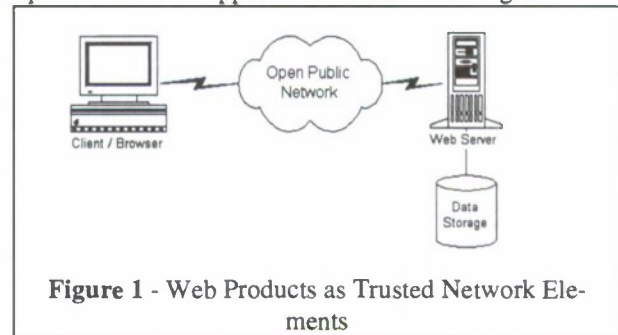 Open Public
Network
Client / Browser
Web Server
Data
Storage
Figure 1 - Web Products as Trusted Network Ele-
ments